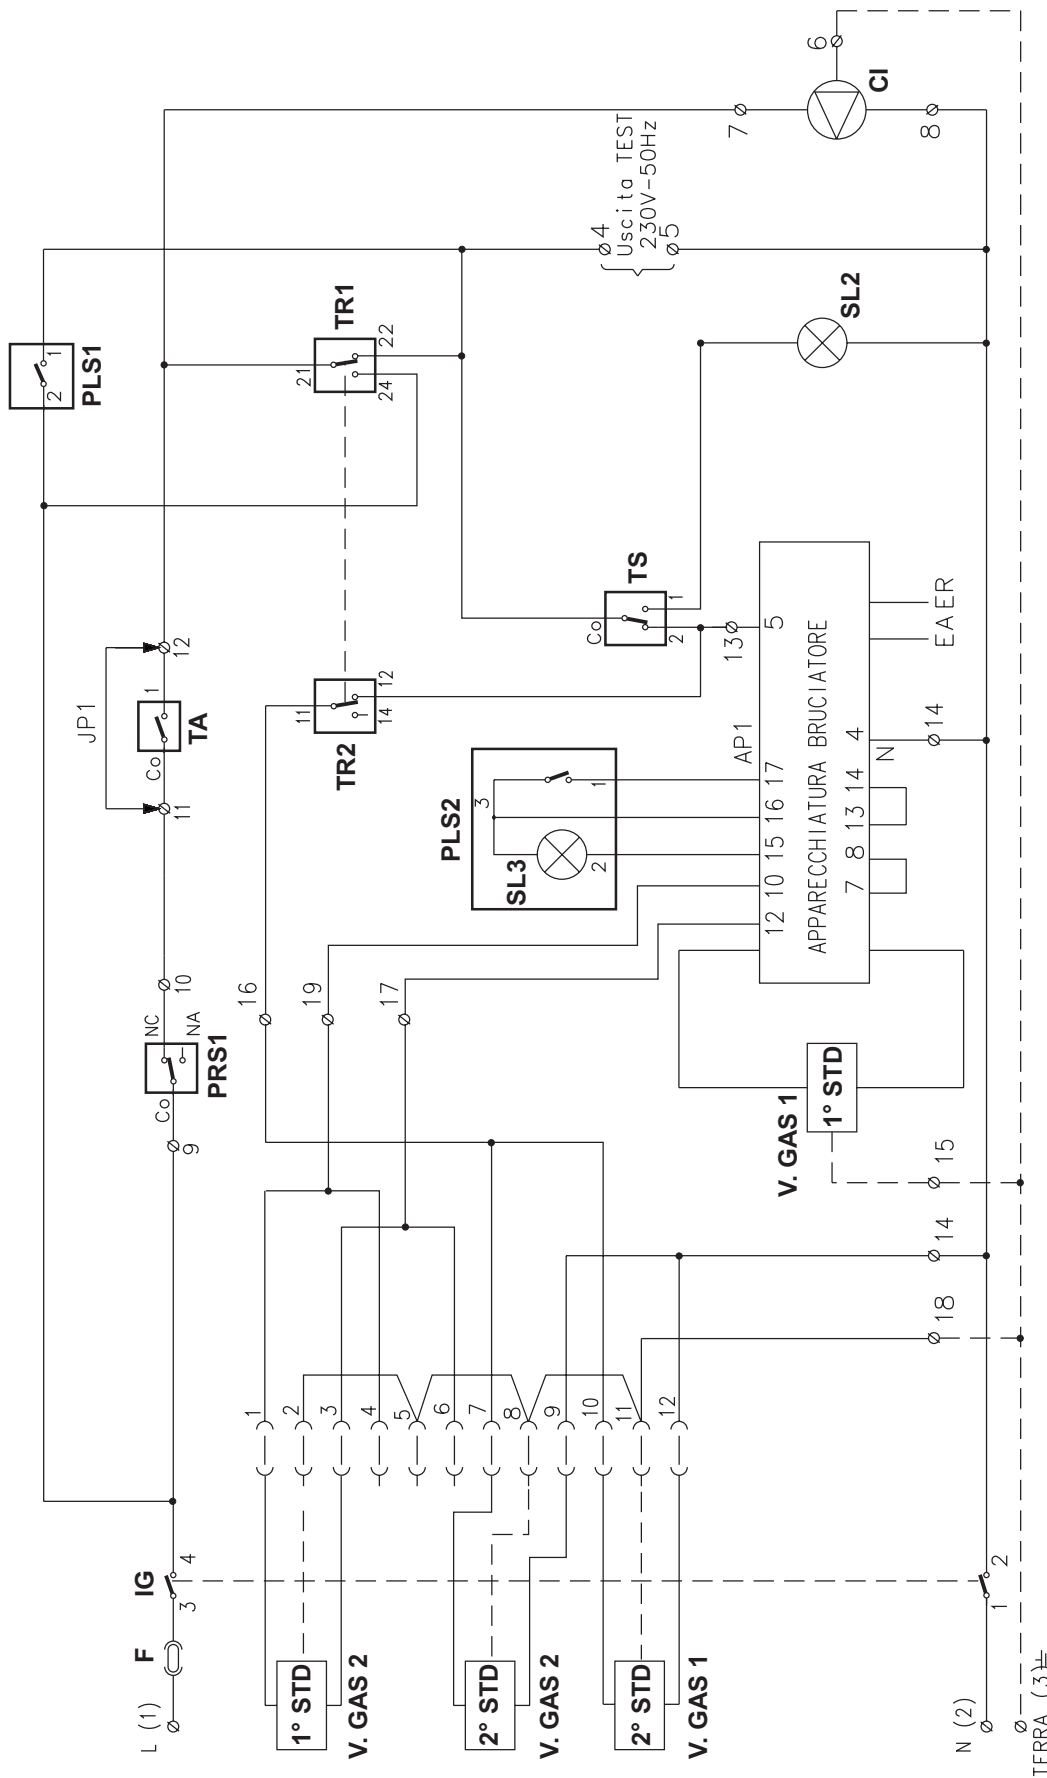 L (1)
F
IG
3
4
9
Co
PRS1
NC
NA
10
11
Co
TA
1
12
JP1
PLS1
2
1
TR1
21
22
24
7
6
CI
8
4
Uscita TEST
230V-50Hz
5
SL2
TS
Co
2
1
13
TR2
11
12
14
PLS2
SL3
3
2
1
AP1
12
10
15
16
17
5
APPARECCHIATURA BRUCIATORE
7
8
13
14
4
N
EA
ER
14
16
19
17
V. GAS 1
1° STD
15
14
18
1
2
3
4
5
6
7
8
9
10
11
12
1° STD
V. GAS 2
2° STD
V. GAS 2
2° STD
V. GAS 1
N (2)
1
2
TERRA (3)